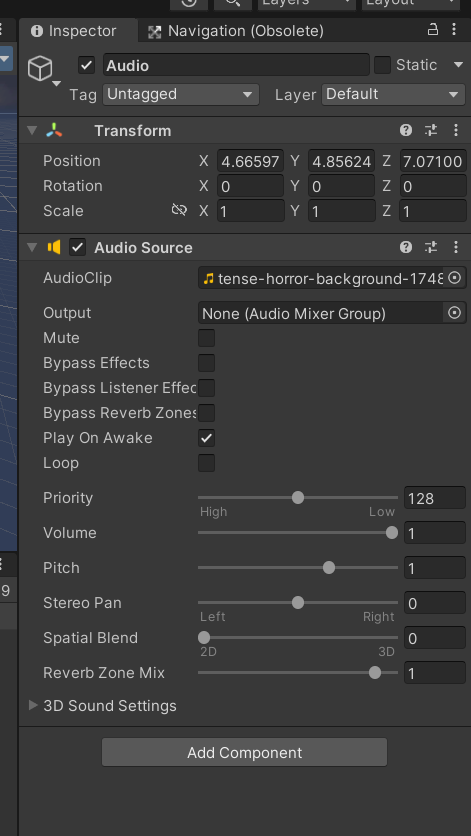 Layers Layout
Inspector Navigation (Obsolete)
Audio Static
Tag Untagged Layer Default
Transform
Position X 4.66597 Y 4.85624 Z 7.07100
Rotation X 0 Y 0 Z 0
Scale X 1 Y 1 Z 1
Audio Source
AudioClip tense-horror-background-1748
Output None (Audio Mixer Group)
Mute
Bypass Effects
Bypass Listener Effec
Bypass Reverb Zones
Play On Awake
Loop
Priority 128
High Low
Volume 1
Pitch 1
Stereo Pan 0
Left Right
Spatial Blend 0
2D 3D
Reverb Zone Mix 1
3D Sound Settings
Add Component
9